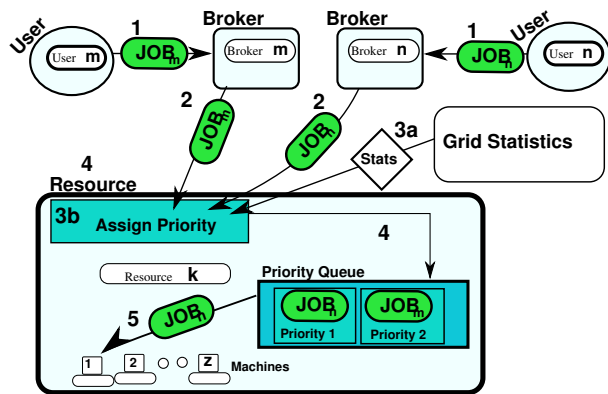 User
User m
1
JOBm
Broker
Broker m
Broker
Broker n
1
JOBn
User
User n
2
JOBm
2
JOBn
3a
Stats
Grid Statistics
4
Resource
3b
Assign Priority
4
Resource k
Priority Queue
JOBn
Priority 1
JOBm
Priority 2
5
JOBn
1
2
z
Machines